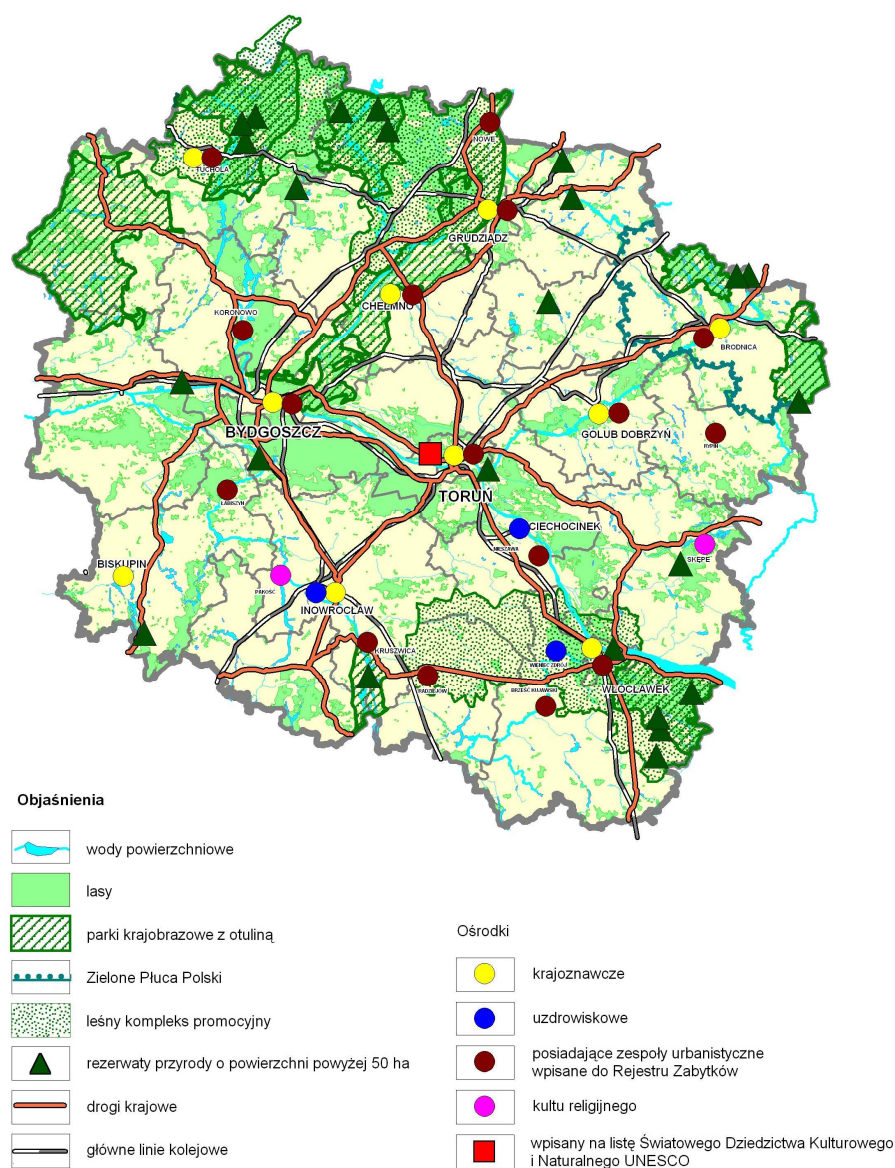 NOWE
TUCHOLA
GRUDZIĄDZ
CHEŁMNO
KORONOWO
BRODNICA
BYDGOSZCZ
GOLUB DOBRZYŃ
RYPIN
TORUŃ
ŁABISZYN
CIECHOCINEK
NIESZAWA
SKĘPE
BISKUPIN
PAKOŚĆ
INOWROCŁAW
KRUSZWICA
WIENIEC ZDRÓJ
RADZIEJÓW
BRZEŚĆ KUJAWSKI
WŁOCŁAWEK
Objaśnienia
wody powierzchniowe
lasy
parki krajobrazowe z otuliną
Zielone Płuca Polski
leśny kompleks promocyjny
rezerwaty przyrody o powierzchni powyżej 50 ha
drogi krajowe
główne linie kolejowe
Ośrodki
krajoznawcze
uzdrowiskowe
posiadające zespoły urbanistyczne
wpisane do Rejestru Zabytków
kultu religijnego
wpisany na listę Światowego Dziedzictwa Kulturowego
i Naturalnego UNESCO